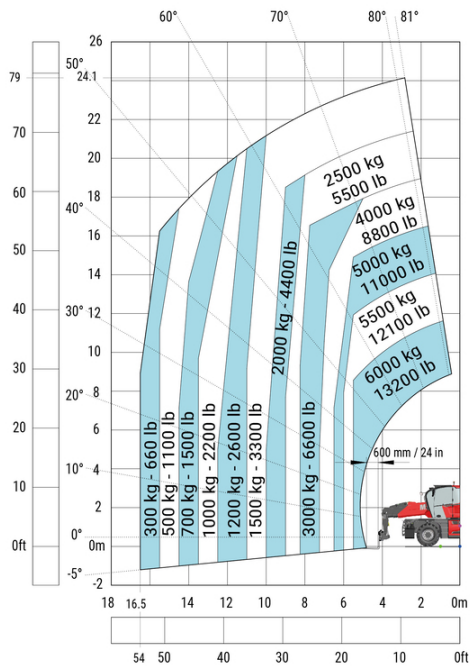 60° 70° 80° 81°
26
50°
79 24.1
70 22
20
60 18
40° 16
50 14
40 30° 12
10
30
20° 8
20 6
10° 4
10 2
0°
0ft 0m
-5° -2
2500 kg
5500 lb
4000 kg
8800 lb
5000 kg
11000 lb
5500 kg
12100 lb
6000 kg
13200 lb
600 mm / 24 in
300 kg - 660 lb
500 kg - 1100 lb
700 kg - 1500 lb
1000 kg - 2200 lb
1200 kg - 2600 lb
1500 kg - 3300 lb
2000 kg - 4400 lb
3000 kg - 6600 lb
18 16.5 14 12 10 8 6 4 2 0m
54 50 40 30 20 10 0ft